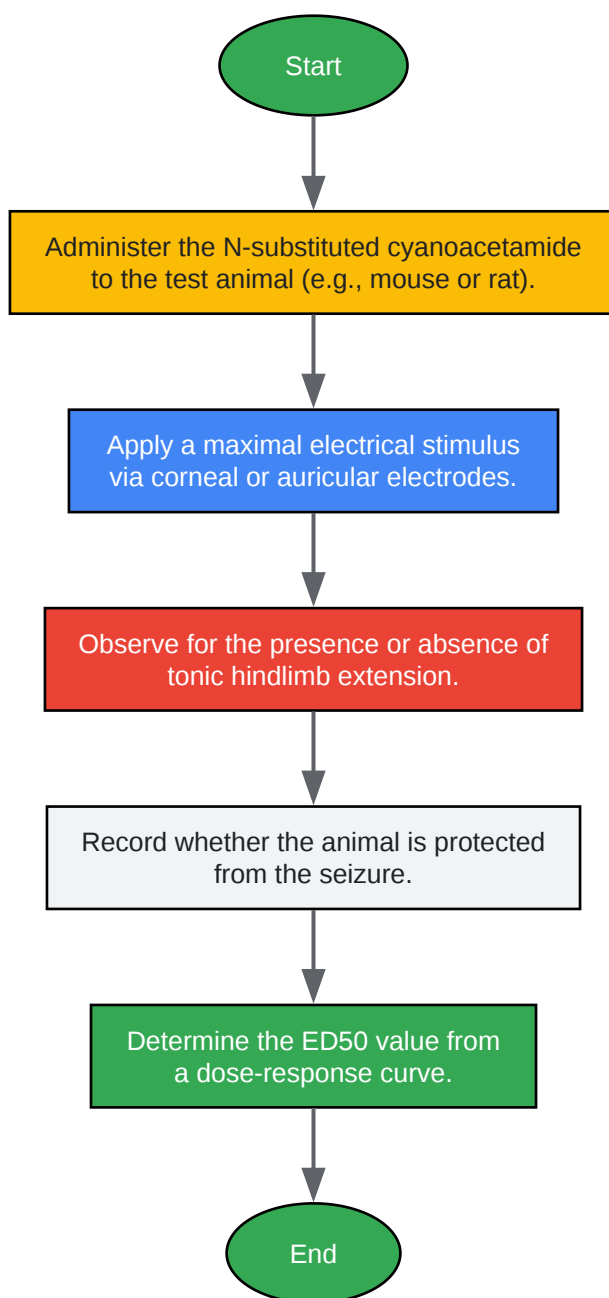 Start
Administer the N-substituted cyanoacetamide
to the test animal (e.g., mouse or rat).
Apply a maximal electrical stimulus
via corneal or auricular electrodes.
Observe for the presence or absence of
tonic hindlimb extension.
Record whether the animal is protected
from the seizure.
Determine the ED50 value from
a dose-response curve.
End